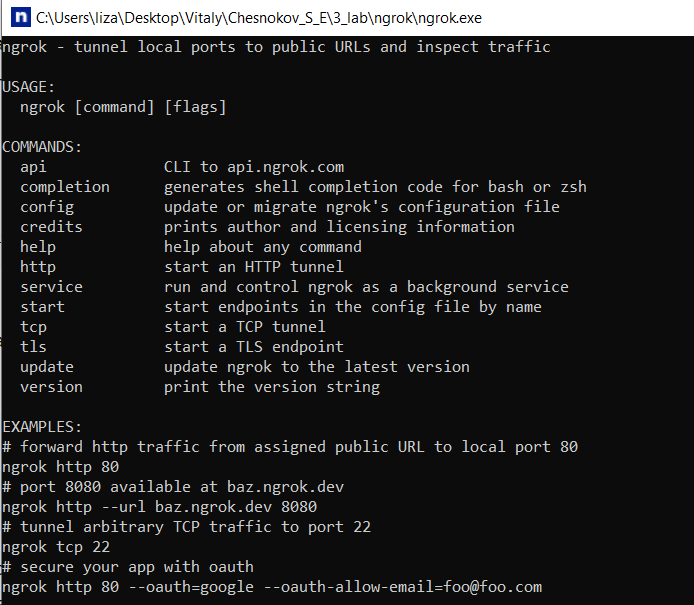 n C:\Users\liza\Desktop\Vitaly\Chesnokov_S_E\3_lab\ngrok\ngrok.exe
ngrok - tunnel local ports to public URLs and inspect traffic
USAGE:
ngrok [command] [flags]
COMMANDS:
api CLI to api.ngrok.com
completion generates shell completion code for bash or zsh
config update or migrate ngrok's configuration file
credits prints author and licensing information
help help about any command
http start an HTTP tunnel
service run and control ngrok as a background service
start start endpoints in the config file by name
tcp start a TCP tunnel
tls start a TLS endpoint
update update ngrok to the latest version
version print the version string
EXAMPLES:
# forward http traffic from assigned public URL to local port 80
ngrok http 80
# port 8080 available at baz.ngrok.dev
ngrok http --url baz.ngrok.dev 8080
# tunnel arbitrary TCP traffic to port 22
ngrok tcp 22
# secure your app with oauth
ngrok http 80 --oauth=google --oauth-allow-email=foo@foo.com